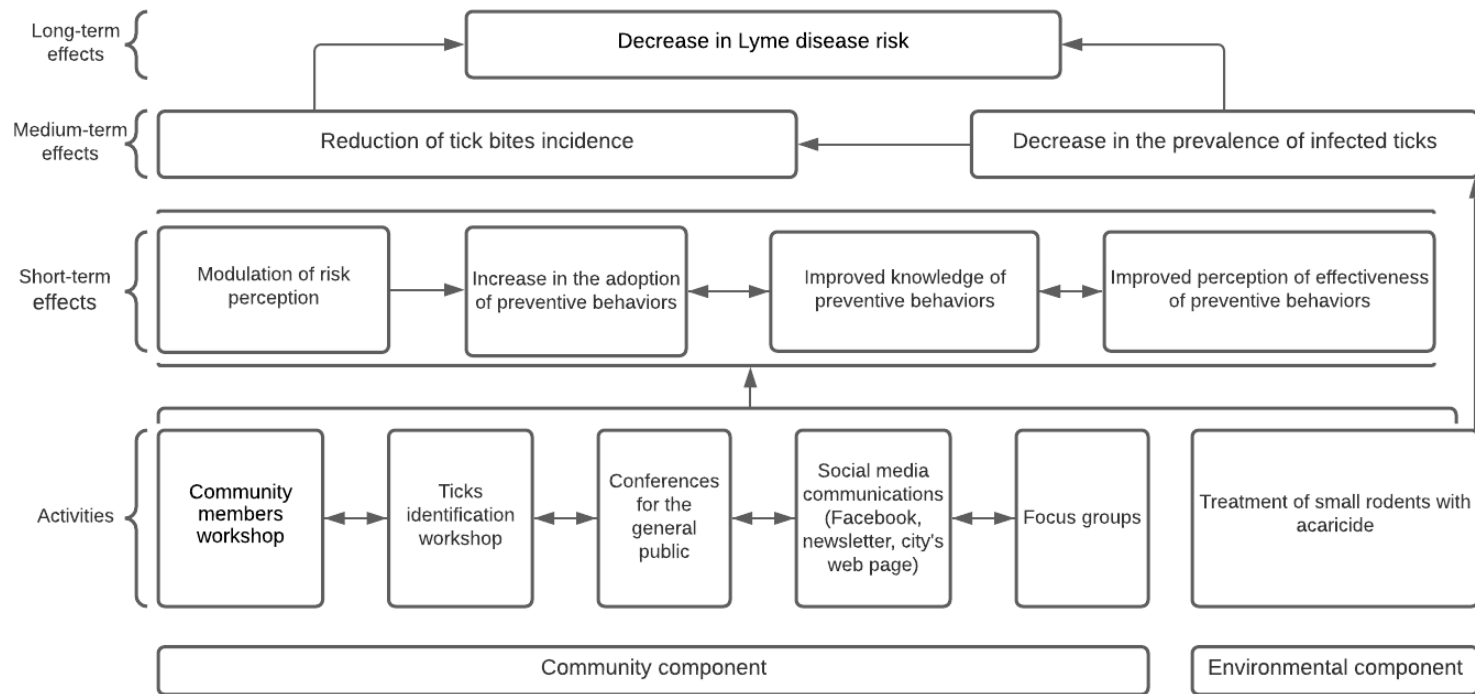 Long-term
effects
Decrease in Lyme disease risk
Medium-term
effects
Reduction of tick bites incidence
Decrease in the prevalence of infected ticks
Short-term
effects
Modulation of risk
perception
Increase in the adoption
of preventive behaviors
Improved knowledge of
preventive behaviors
Improved perception of effectiveness
of preventive behaviors
Activities
Community
members
workshop
Ticks
identification
workshop
Conferences
for the
general
public
Social media
communications
(Facebook,
newsletter, city's
web page)
Focus groups
Treatment of small rodents with
acaricide
Community component
Environmental component